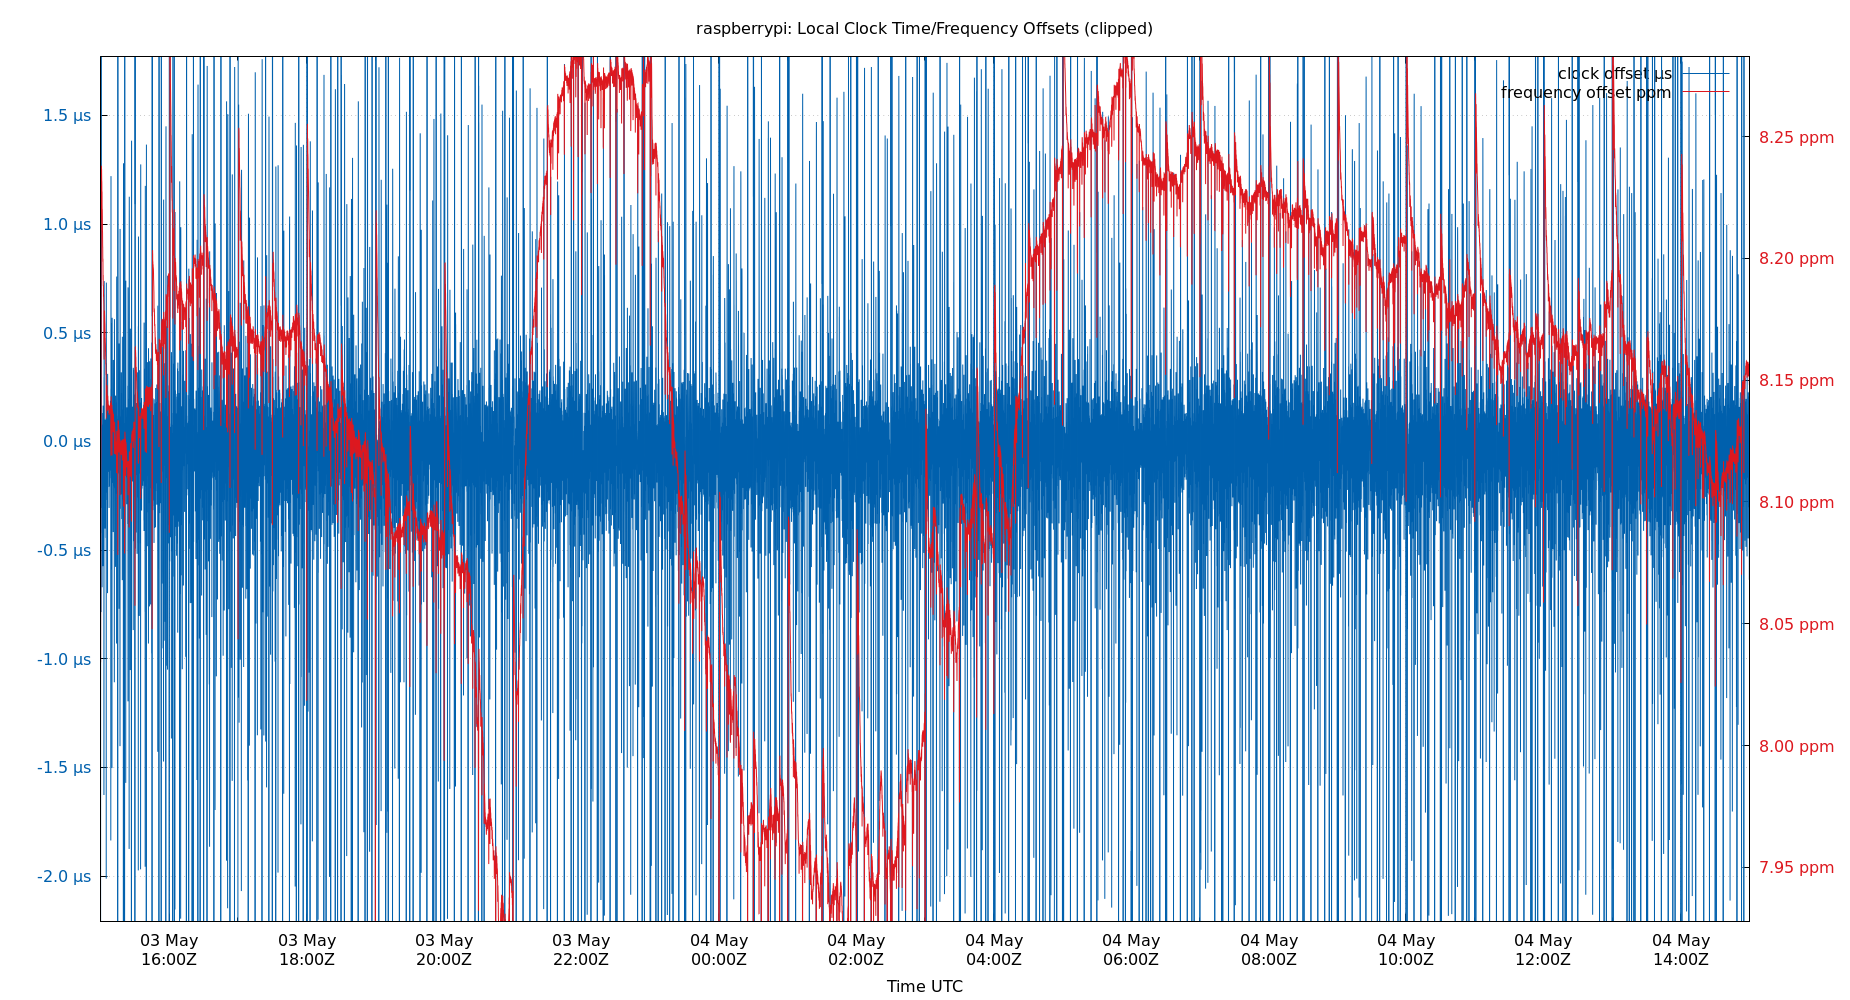 raspberrypi: Local Clock Time/Frequency Offsets (clipped)
clock offset µs
frequency offset ppm
1.5 µs
1.0 µs
0.5 µs
0.0 µs
-0.5 µs
-1.0 µs
-1.5 µs
-2.0 µs
8.25 ppm
8.20 ppm
8.15 ppm
8.10 ppm
8.05 ppm
8.00 ppm
7.95 ppm
03 May 03 May 03 May 03 May 04 May 04 May 04 May 04 May 04 May 04 May 04 May 04 May
16:00Z 18:00Z 20:00Z 22:00Z 00:00Z 02:00Z 04:00Z 06:00Z 08:00Z 10:00Z 12:00Z 14:00Z
Time UTC